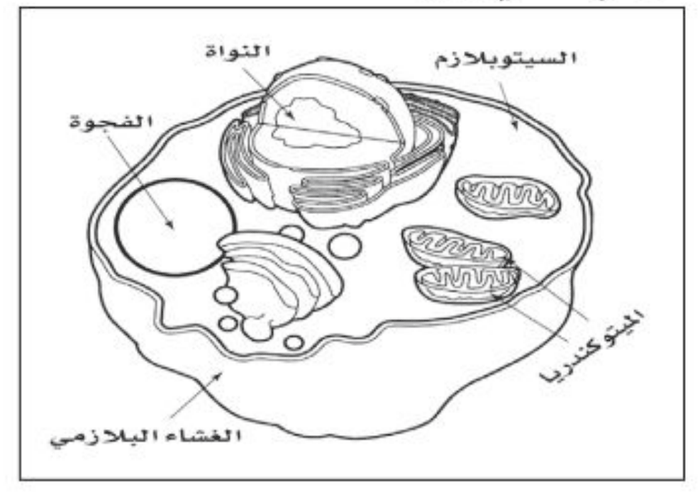 النواة
السيتوبلازم
الفجوة
الميتوكندريا
الغشاء البلازمي